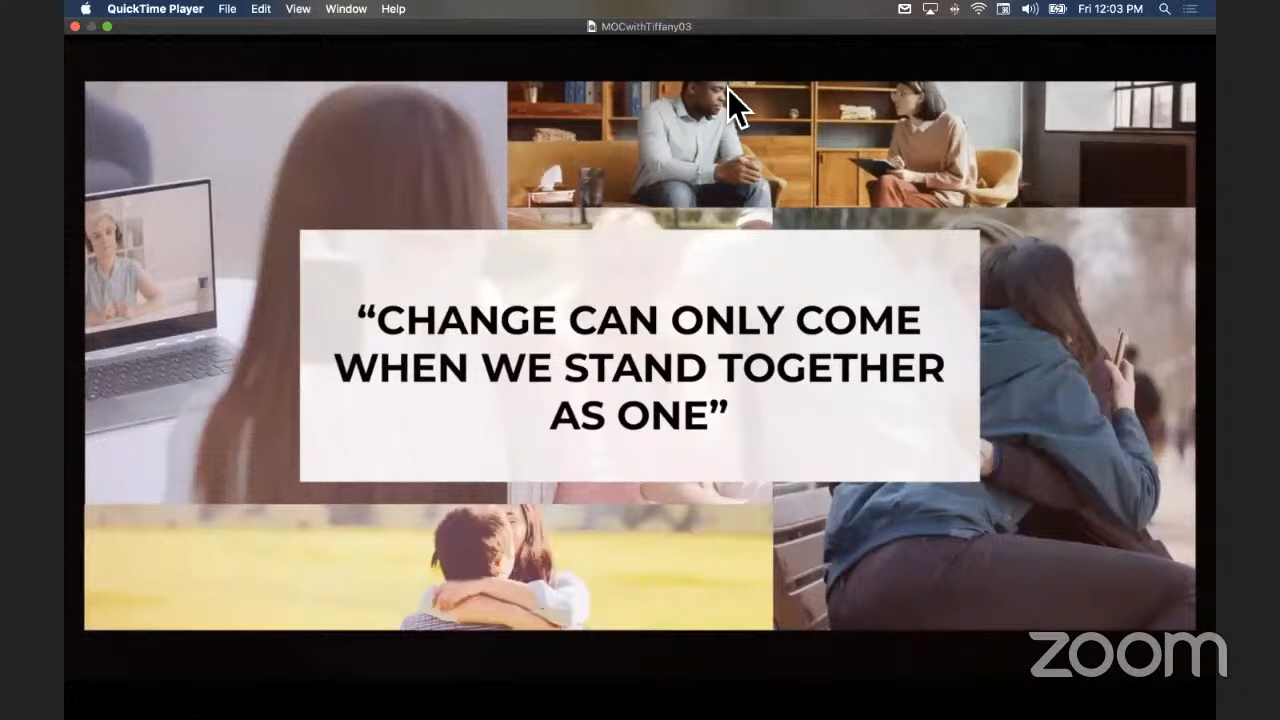 QuickTime Player File Edit View Window Help Fri 12:03 PM
MOCwithTiffany03
“CHANGE CAN ONLY COME
WHEN WE STAND TOGETHER
AS ONE”
zoom